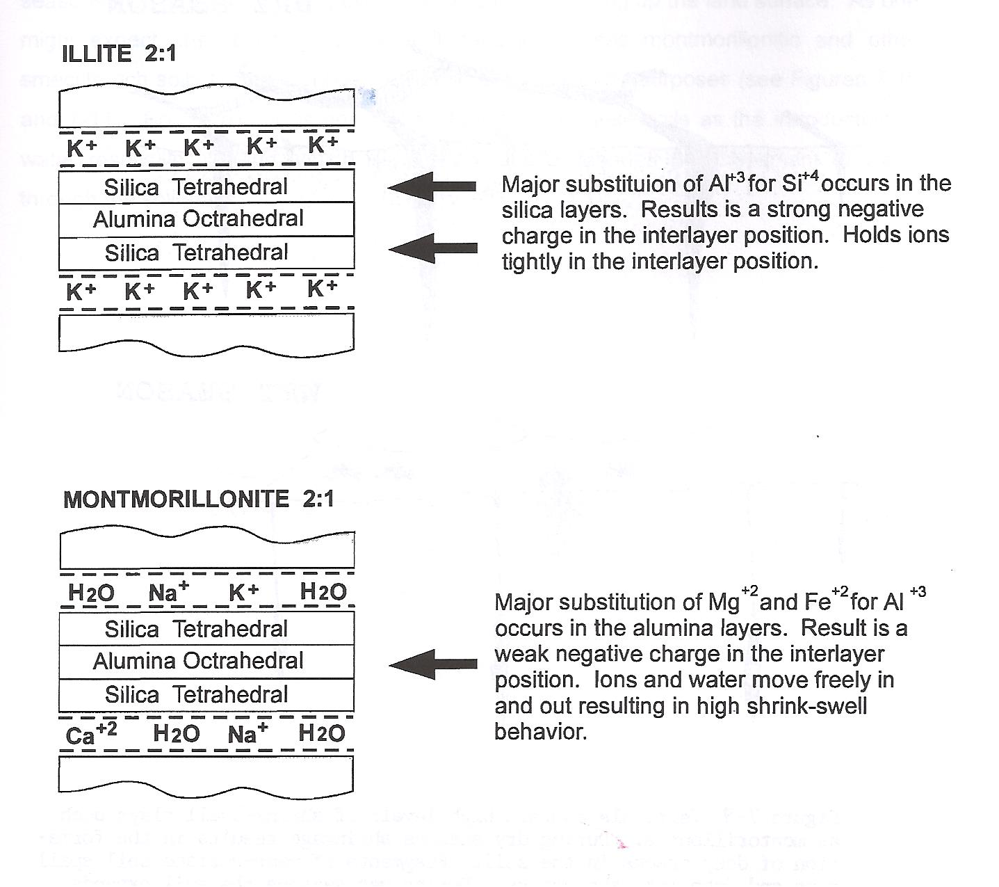 ILLITE 2:1
K+ K+ K+ K+ K+
Silica Tetrahedral
Alumina Octrahedral
Silica Tetrahedral
K+ K+ K+ K+ K+
Major substituion of Al+3 for Si+4 occurs in the
silica layers. Results is a strong negative
charge in the interlayer position. Holds ions
tightly in the interlayer position.
MONTMORILLONITE 2:1
H2O Na+ K+ H2O
Silica Tetrahedral
Alumina Octrahedral
Silica Tetrahedral
Ca+2 H2O Na+ H2O
Major substitution of Mg+2 and Fe+2 for Al+3
occurs in the alumina layers. Result is a
weak negative charge in the interlayer
position. Ions and water move freely in
and out resulting in high shrink-swell
behavior.